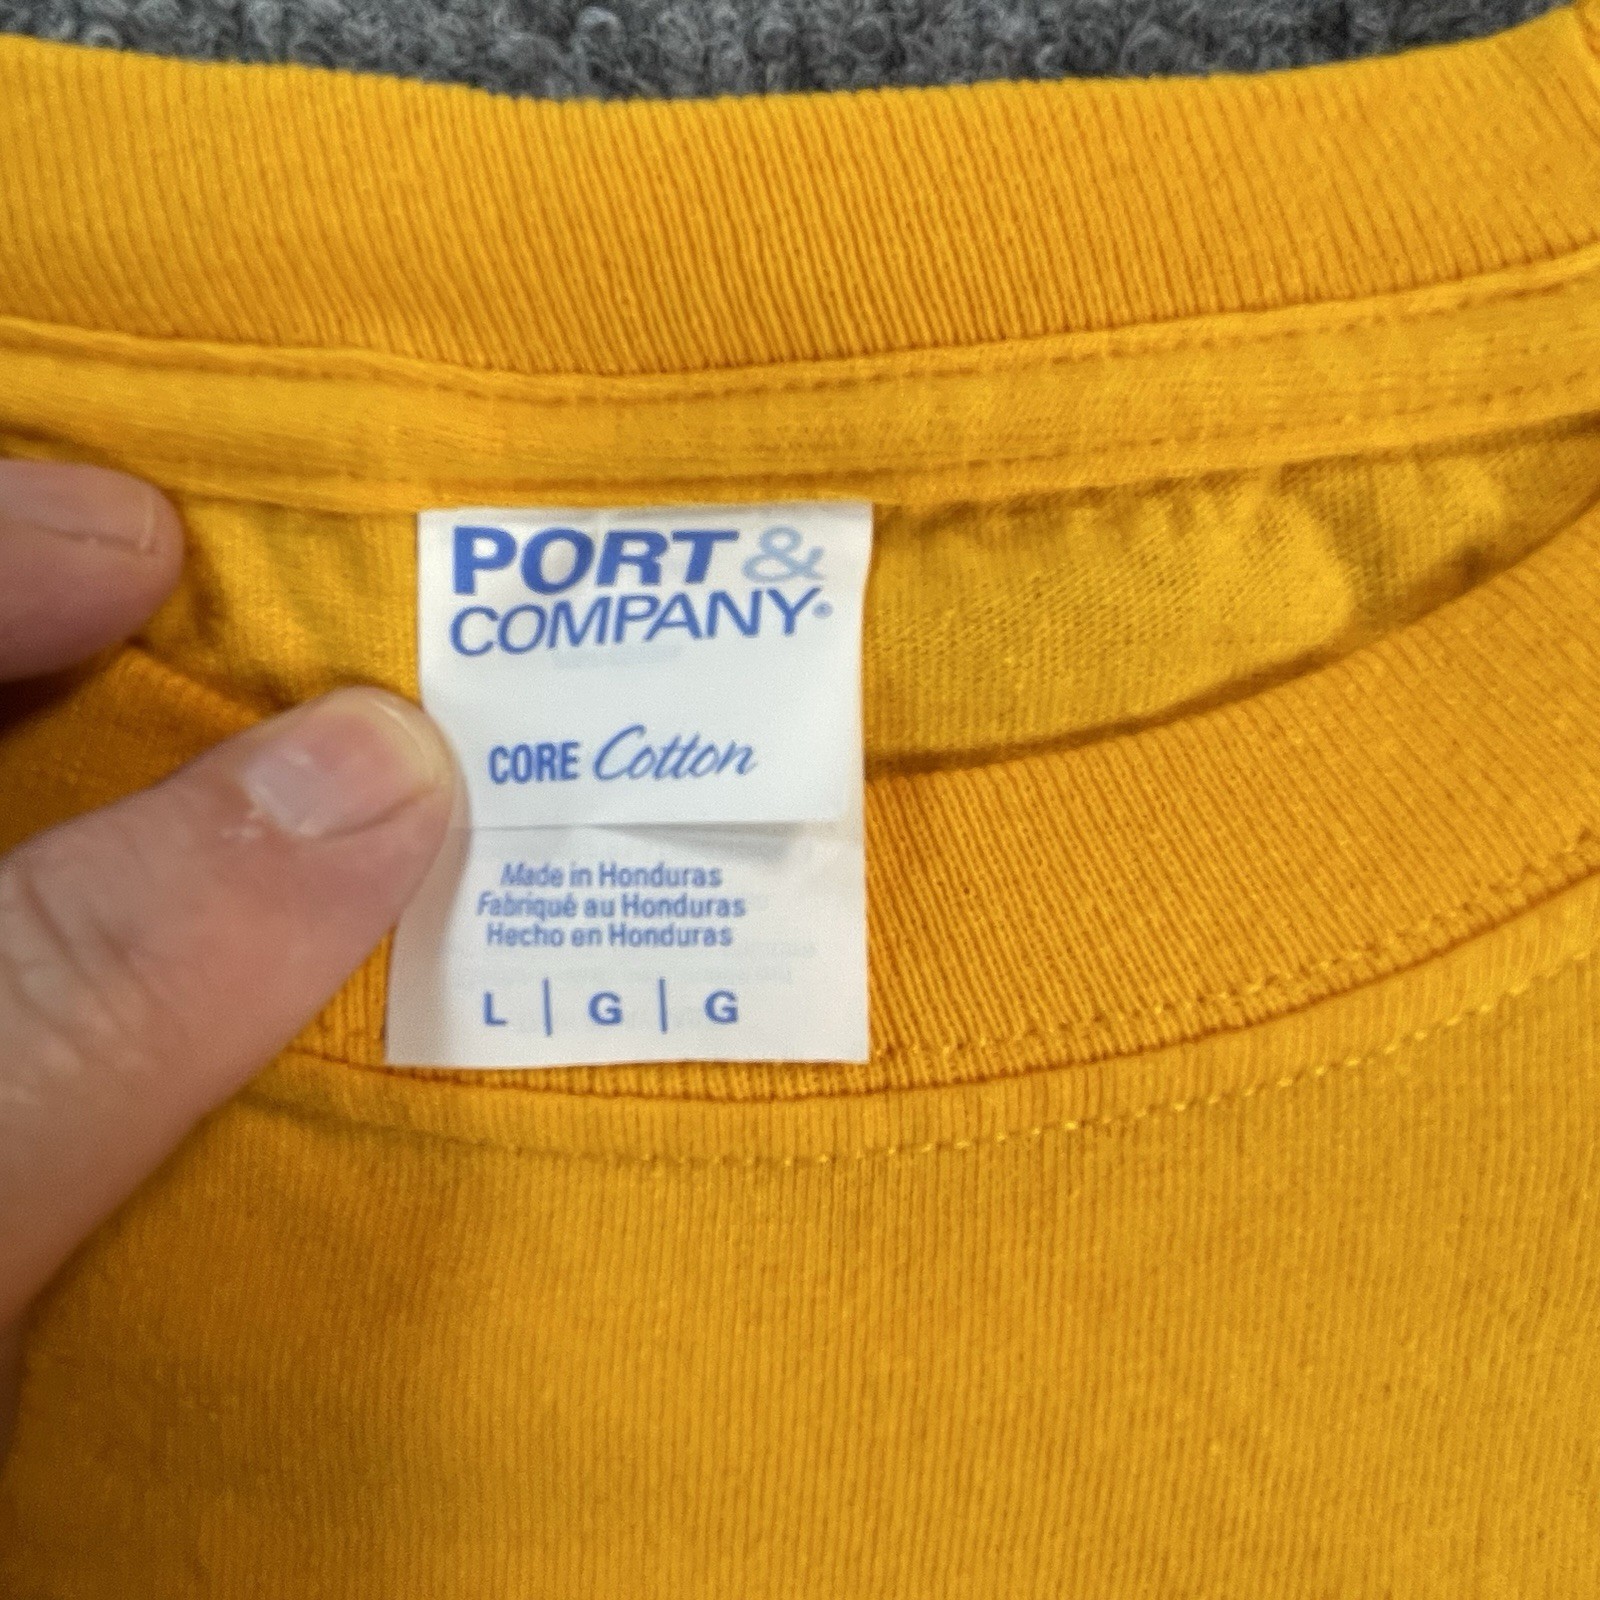 PORT &
COMPANY®
CORE Cotton
Made in Honduras
Fabriqué au Honduras
Hecho en Honduras
L | G | G